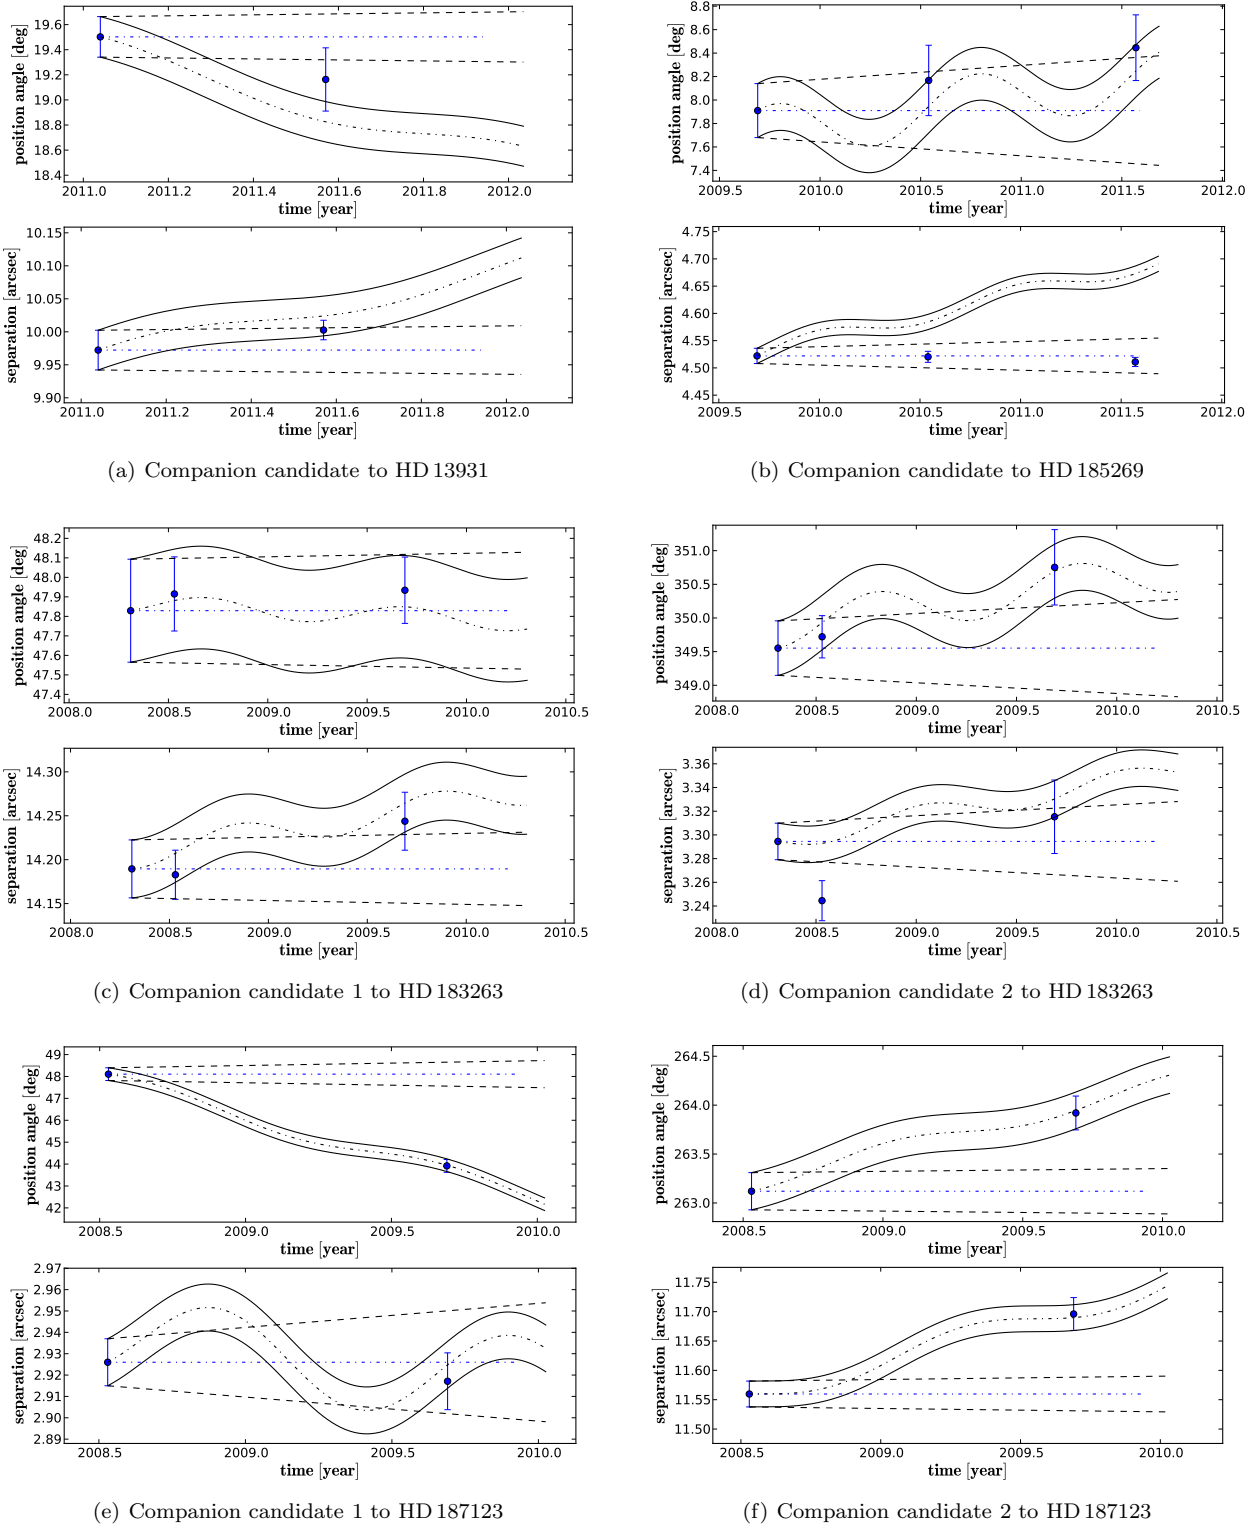 position angle [deg]
19.6
19.4
19.2
19.0
18.8
18.6
18.4
2011.0 2011.2 2011.4 2011.6 2011.8 2012.0
time [year]
separation [arcsec]
10.15
10.10
10.05
10.00
9.95
9.90
2011.0 2011.2 2011.4 2011.6 2011.8 2012.0
time [year]
(a) Companion candidate to HD 13931
position angle [deg]
8.8
8.6
8.4
8.2
8.0
7.8
7.6
7.4
2009.5 2010.0 2010.5 2011.0 2011.5 2012.0
time [year]
separation [arcsec]
4.75
4.70
4.65
4.60
4.55
4.50
4.45
2009.5 2010.0 2010.5 2011.0 2011.5 2012.0
time [year]
(b) Companion candidate to HD 185269
position angle [deg]
48.2
48.1
48.0
47.9
47.8
47.7
47.6
47.5
47.4
2008.0 2008.5 2009.0 2009.5 2010.0 2010.5
time [year]
separation [arcsec]
14.30
14.25
14.20
14.15
2008.0 2008.5 2009.0 2009.5 2010.0 2010.5
time [year]
(c) Companion candidate 1 to HD 183263
position angle [deg]
351.0
350.5
350.0
349.5
349.0
2008.0 2008.5 2009.0 2009.5 2010.0 2010.5
time [year]
separation [arcsec]
3.36
3.34
3.32
3.30
3.28
3.26
3.24
2008.0 2008.5 2009.0 2009.5 2010.0 2010.5
time [year]
(d) Companion candidate 2 to HD 183263
position angle [deg]
49
48
47
46
45
44
43
42
2008.5 2009.0 2009.5 2010.0
time [year]
separation [arcsec]
2.97
2.96
2.95
2.94
2.93
2.92
2.91
2.90
2.89
2008.5 2009.0 2009.5 2010.0
time [year]
(e) Companion candidate 1 to HD 187123
position angle [deg]
264.5
264.0
263.5
263.0
2008.5 2009.0 2009.5 2010.0
time [year]
separation [arcsec]
11.75
11.70
11.65
11.60
11.55
11.50
2008.5 2009.0 2009.5 2010.0
time [year]
(f) Companion candidate 2 to HD 187123